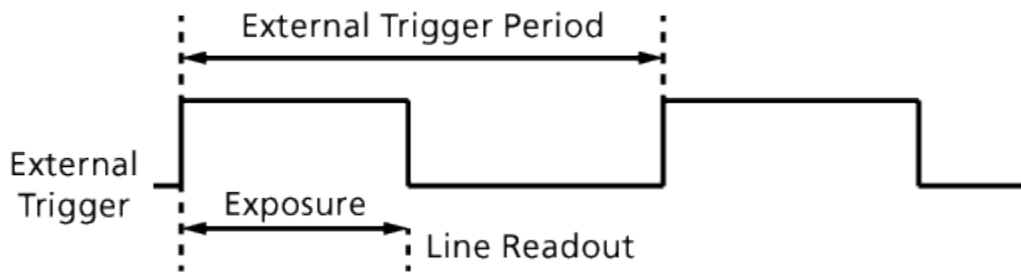 External Trigger Period
External
Trigger
Exposure
Line Readout